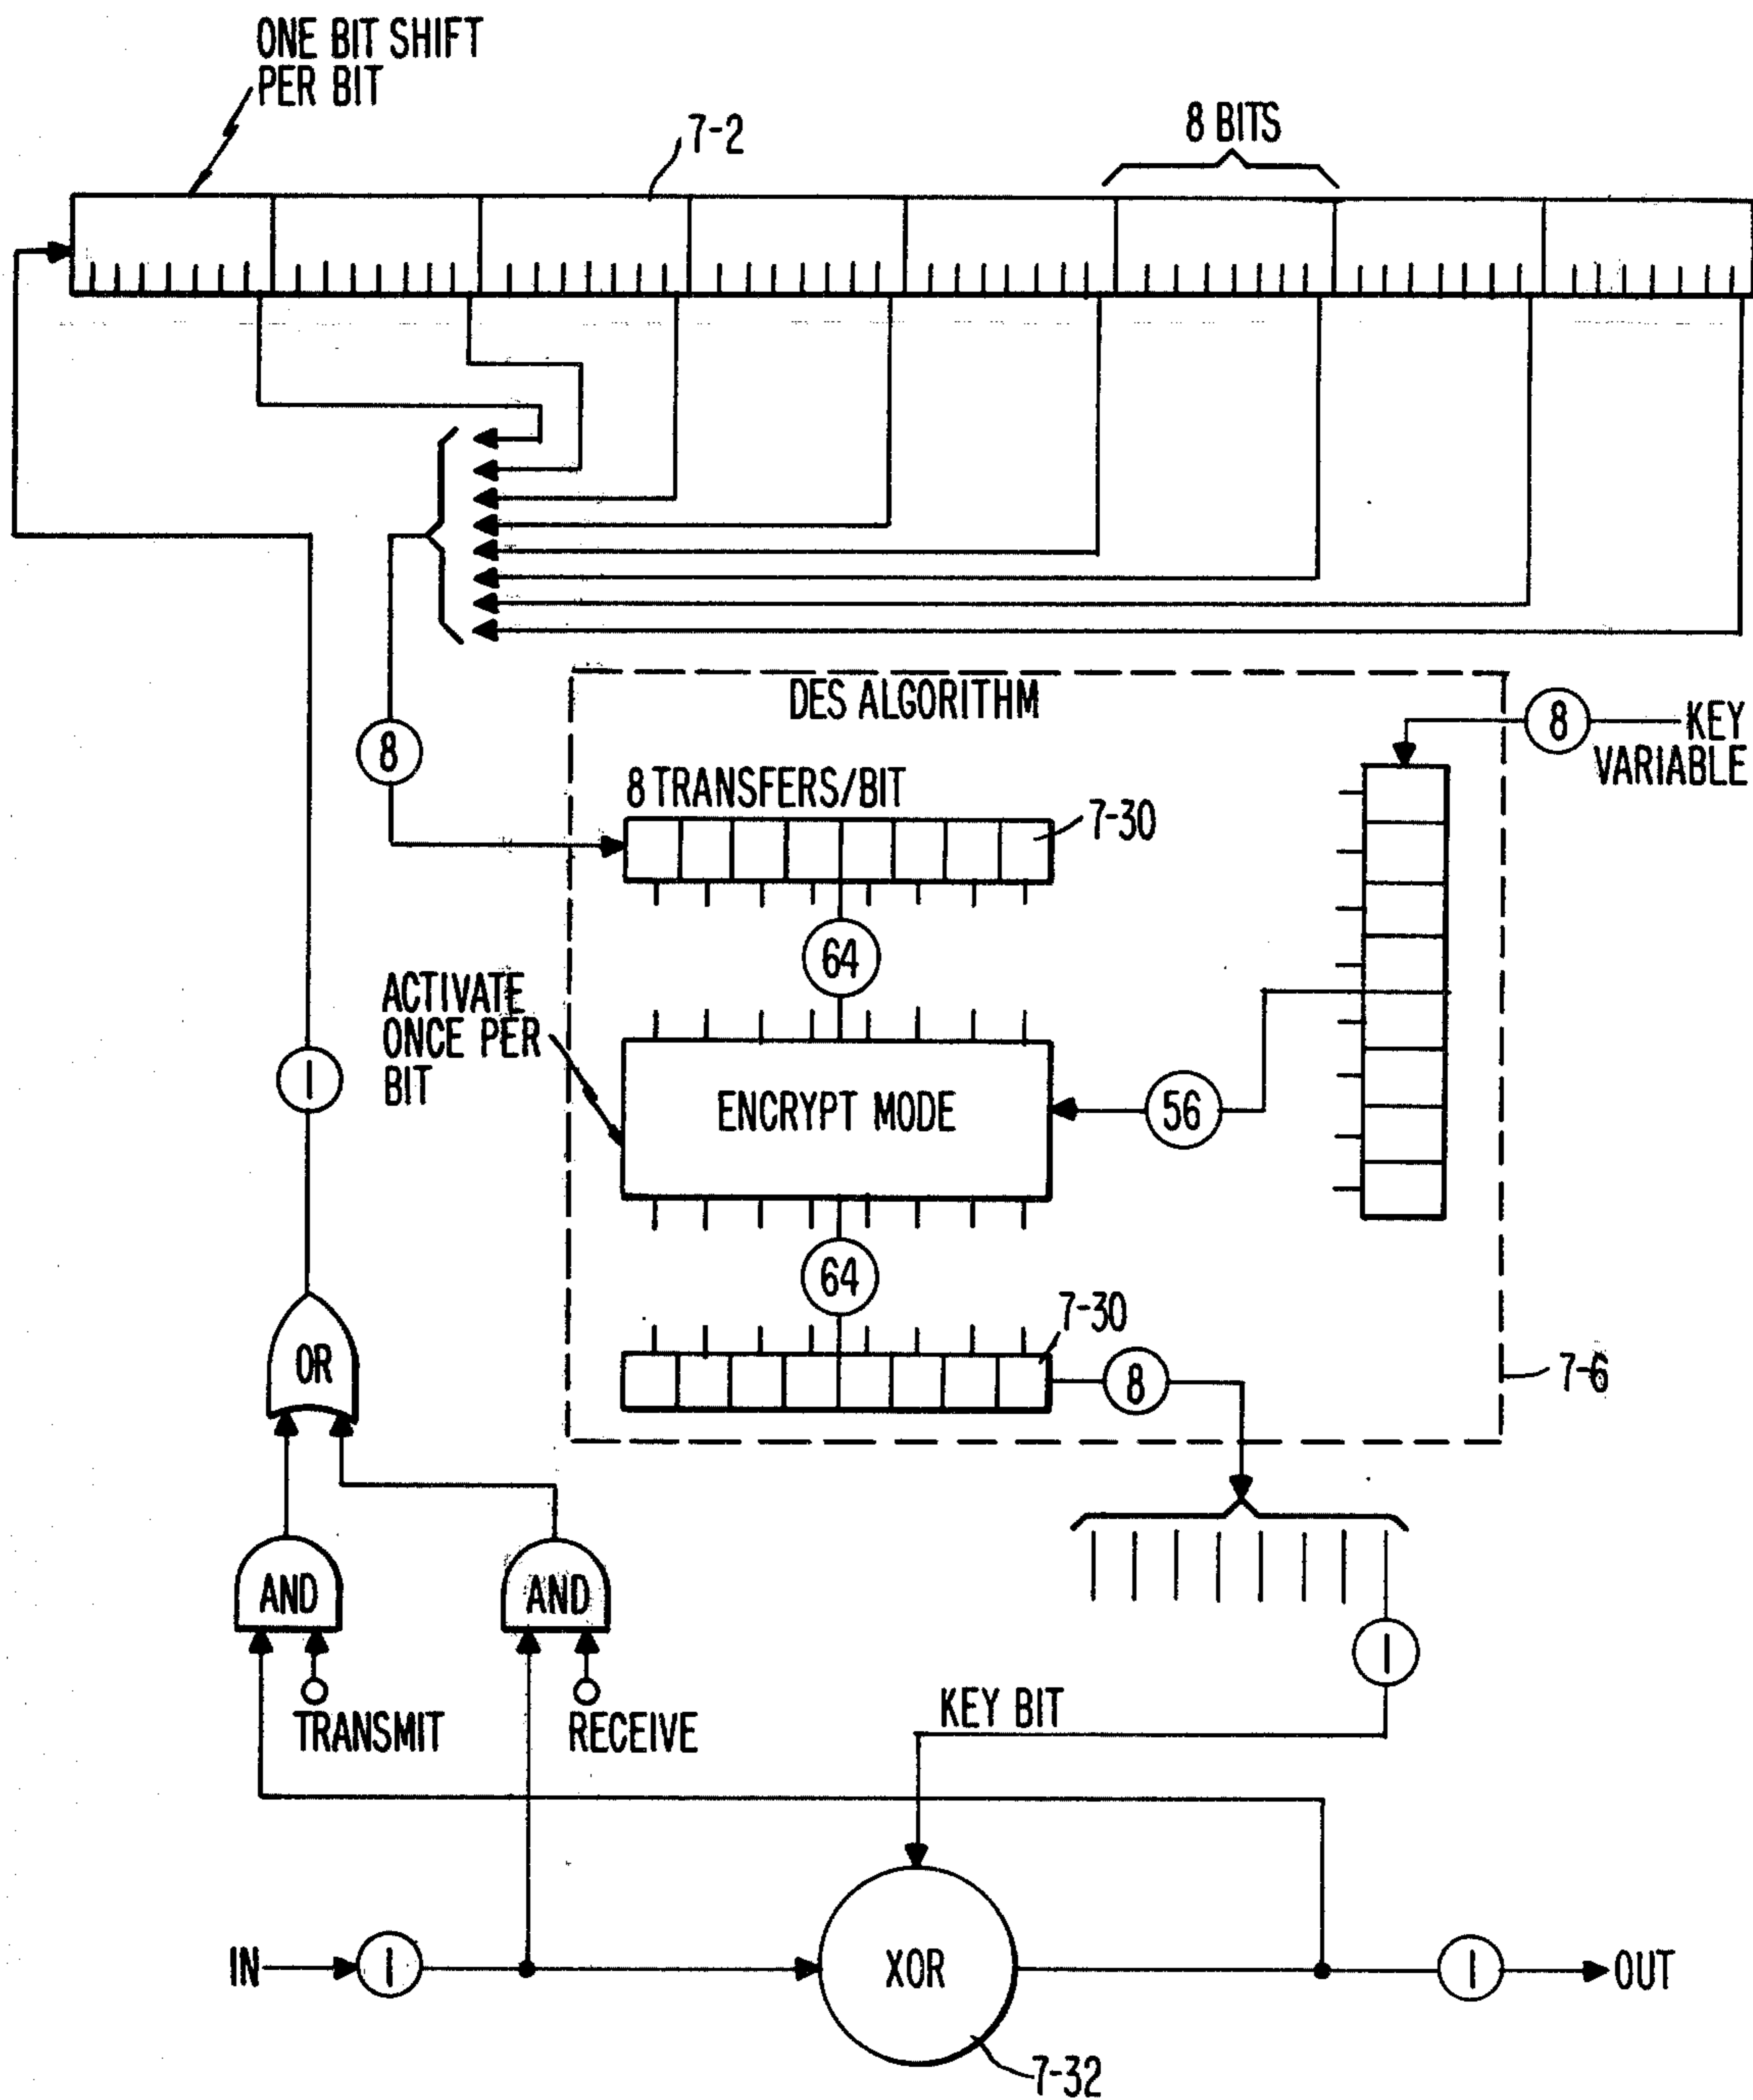 ONE BIT SHIFT
PER BIT
7-2
8 BITS
DES ALGORITHM
8
8
KEY
VARIABLE
8 TRANSFERS/BIT
7-30
64
ACTIVATE
ONCE PER
BIT
ENCRYPT MODE
56
1
64
7-30
8
7-6
OR
AND
AND
1
TRANSMIT
RECEIVE
KEY BIT
IN
1
XOR
1
OUT
7-32